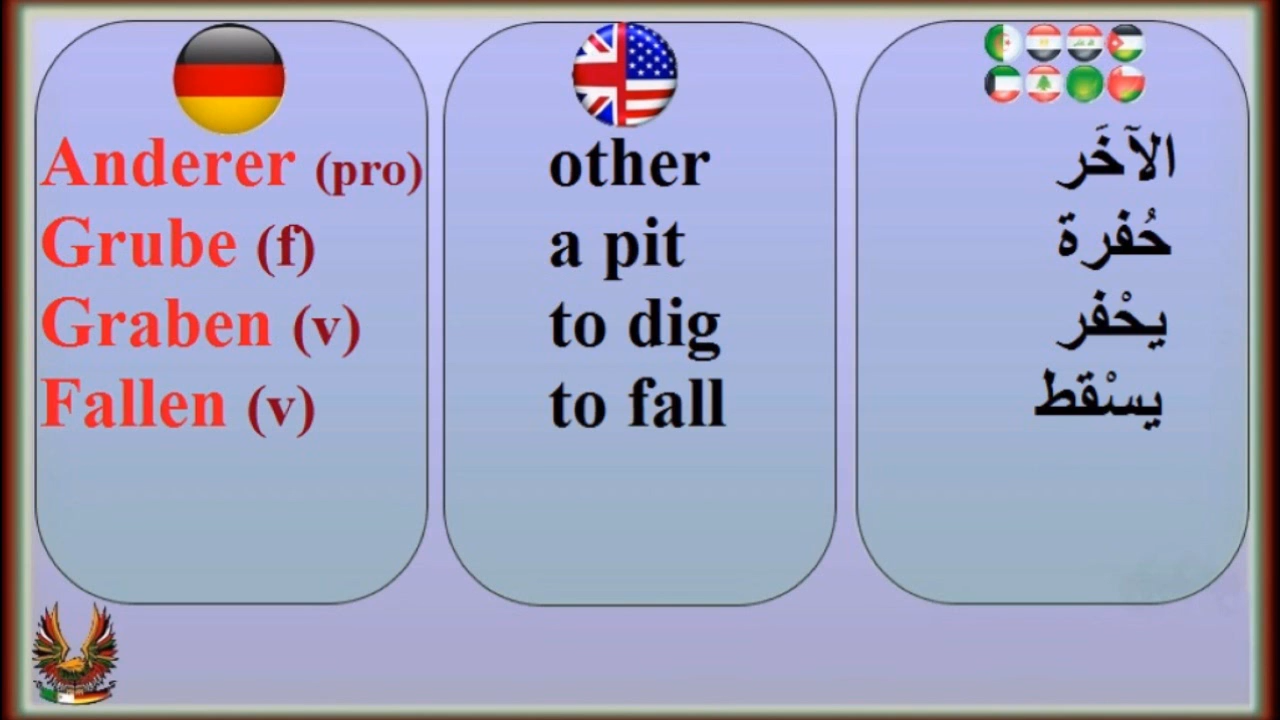 Anderer (pro) other الآخَر
Grube (f) a pit حُفرة
Graben (v) to dig يحْفر
Fallen (v) to fall يسْقط